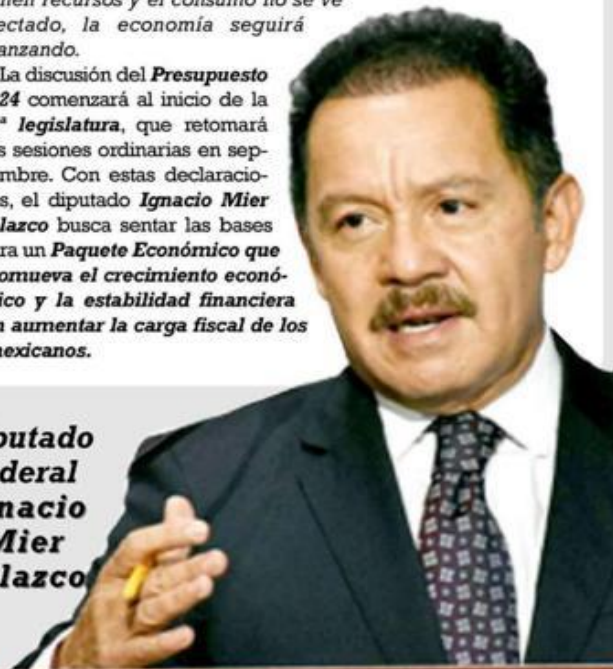 nen recursos y el consumo no se ve
ectado, la economía seguirá
anzando.
La discusión del Presupuesto
24 comenzará al inicio de la
ª legislatura, que retomará
s sesiones ordinarias en sep-
mbre. Con estas declaracio-
s, el diputado Ignacio Mier
lazco busca sentar las bases
ra un Paquete Económico que
omueva el crecimiento econó-
ico y la estabilidad financiera
n aumentar la carga fiscal de los
exicanos.
putado
deral
nacio
Mier
lazco